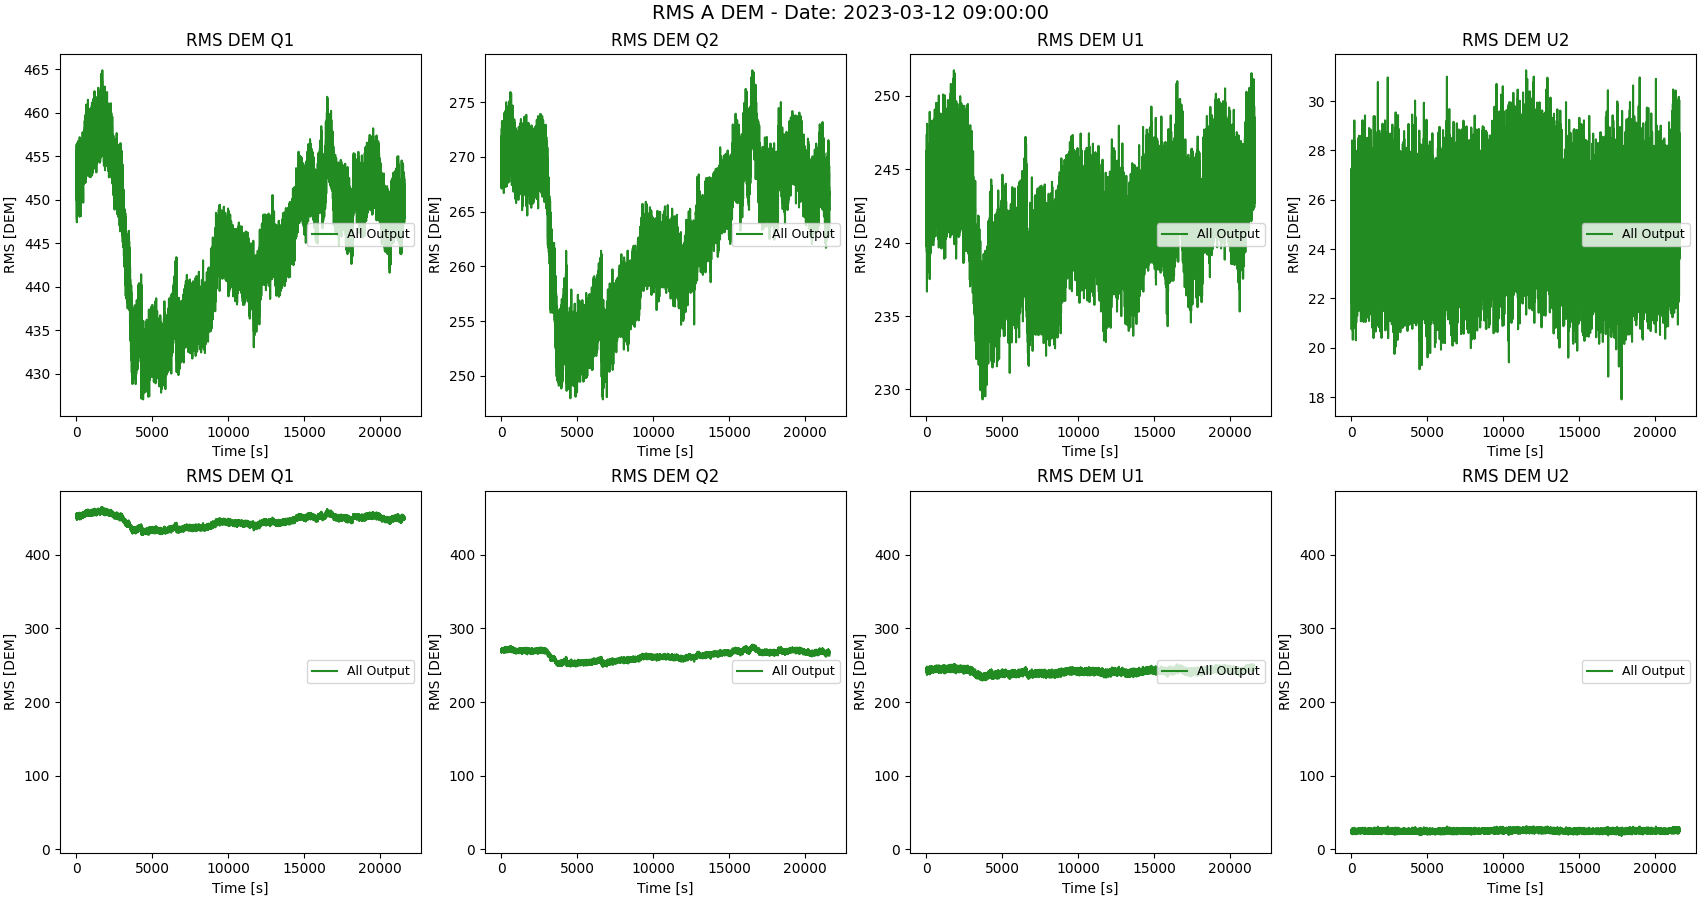 RMS A DEM - Date: 2023-03-12 09:00:00
RMS DEM Q1
RMS [DEM]
465
460
455
450
445
440
435
430
All Output
0 5000 10000 15000 20000
Time [s]
RMS DEM Q2
RMS [DEM]
275
270
265
260
255
250
All Output
0 5000 10000 15000 20000
Time [s]
RMS DEM U1
RMS [DEM]
250
245
240
235
230
All Output
0 5000 10000 15000 20000
Time [s]
RMS DEM U2
RMS [DEM]
30
28
26
24
22
20
18
All Output
0 5000 10000 15000 20000
Time [s]
RMS DEM Q1
RMS [DEM]
400
300
200
100
0
All Output
0 5000 10000 15000 20000
Time [s]
RMS DEM Q2
RMS [DEM]
400
300
200
100
0
All Output
0 5000 10000 15000 20000
Time [s]
RMS DEM U1
RMS [DEM]
400
300
200
100
0
All Output
0 5000 10000 15000 20000
Time [s]
RMS DEM U2
RMS [DEM]
400
300
200
100
0
All Output
0 5000 10000 15000 20000
Time [s]